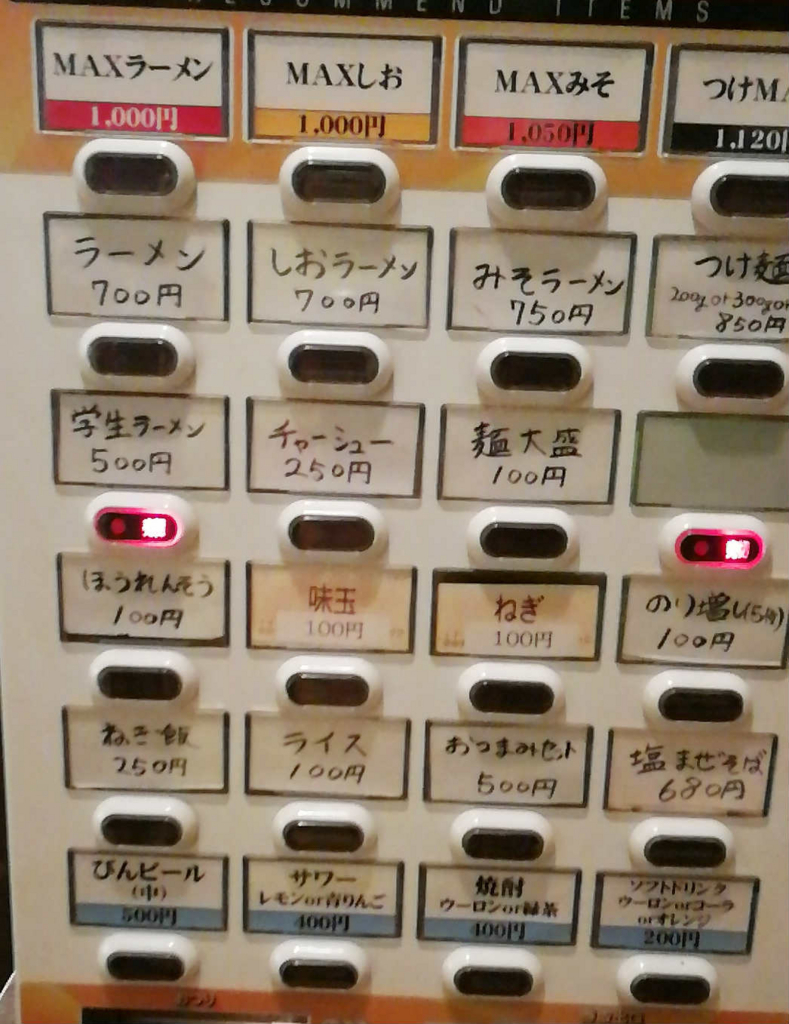 MAXラーメン
1,000円
MAXしお
1,000円
MAXみそ
1,050円
つけMA
1,120円
ラーメン
700円
しおラーメン
700円
みそラーメン
750円
つけ麺
200g or 300g or
850円
学生ラーメン
500円
チャーシュー
250円
麺大盛
100円
ほうれんそう
100円
味玉
100円
ねぎ
100円
のり増し(5枚)
100円
ねぎ飯
250円
ライス
100円
おつまみセット
500円
塩まぜそば
680円
びんビール
(中)
500円
サワー
レモンor青りんご
400円
焼酎
ウーロンor緑茶
400円
ソフトドリンク
ウーロンorコーラ
orオレンジ
200円